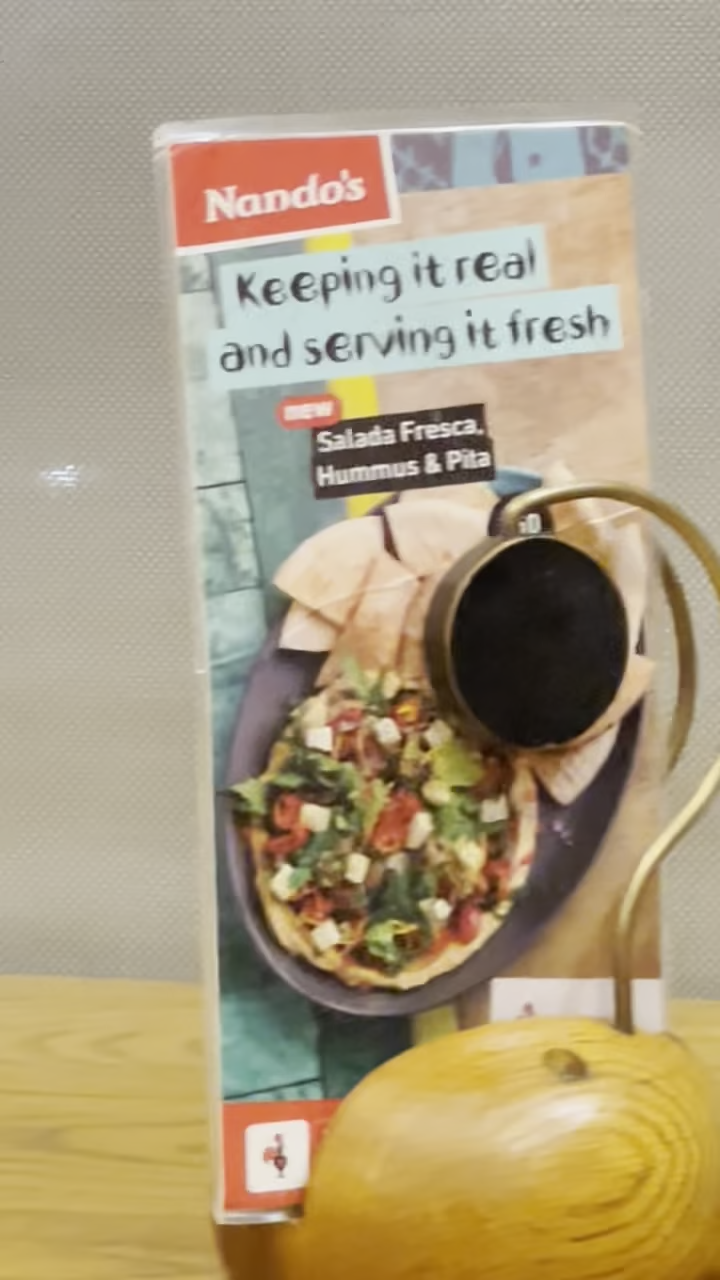 Nando's
Keeping it real
and serving it fresh
new
Salada Fresca,
Hummus & Pita